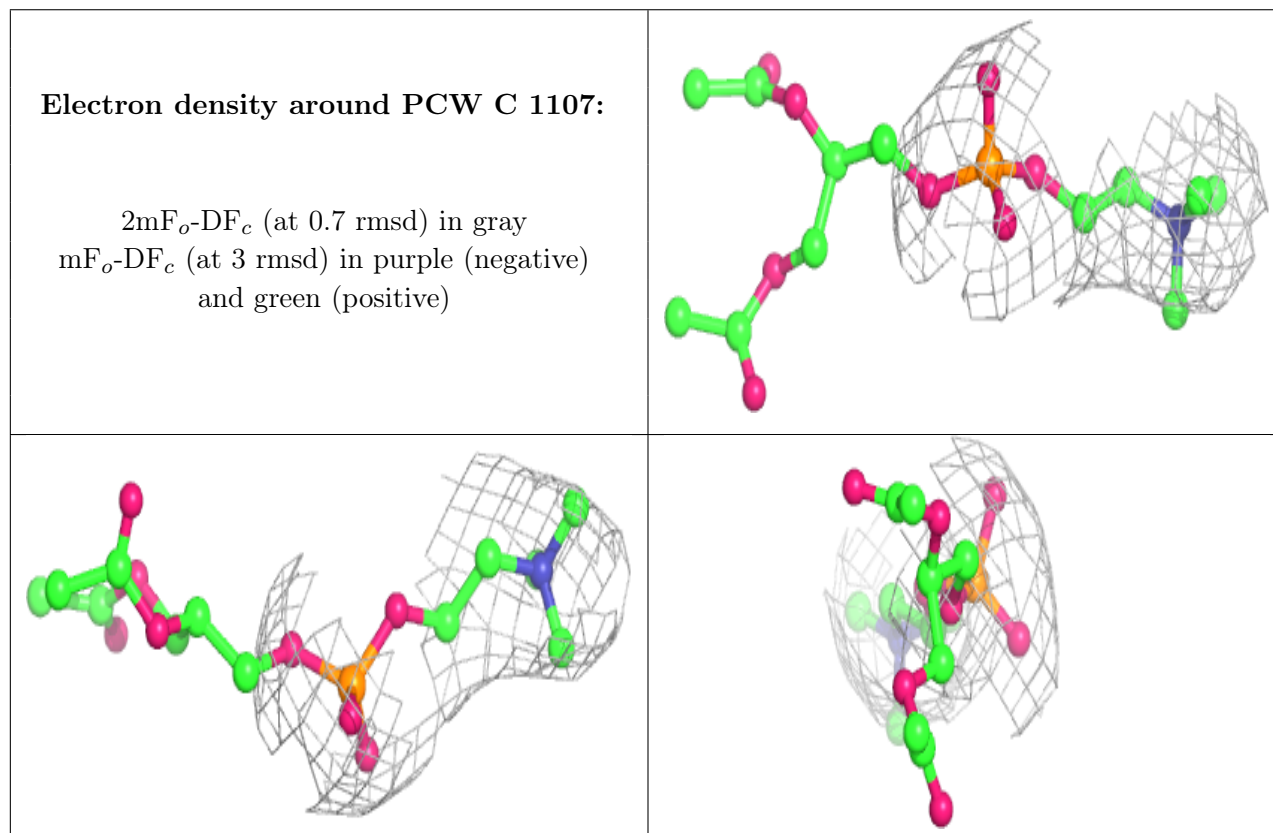 Electron density around PCW C 1107:
2mFo-DFc (at 0.7 rmsd) in gray
mFo-DFc (at 3 rmsd) in purple (negative)
and green (positive)